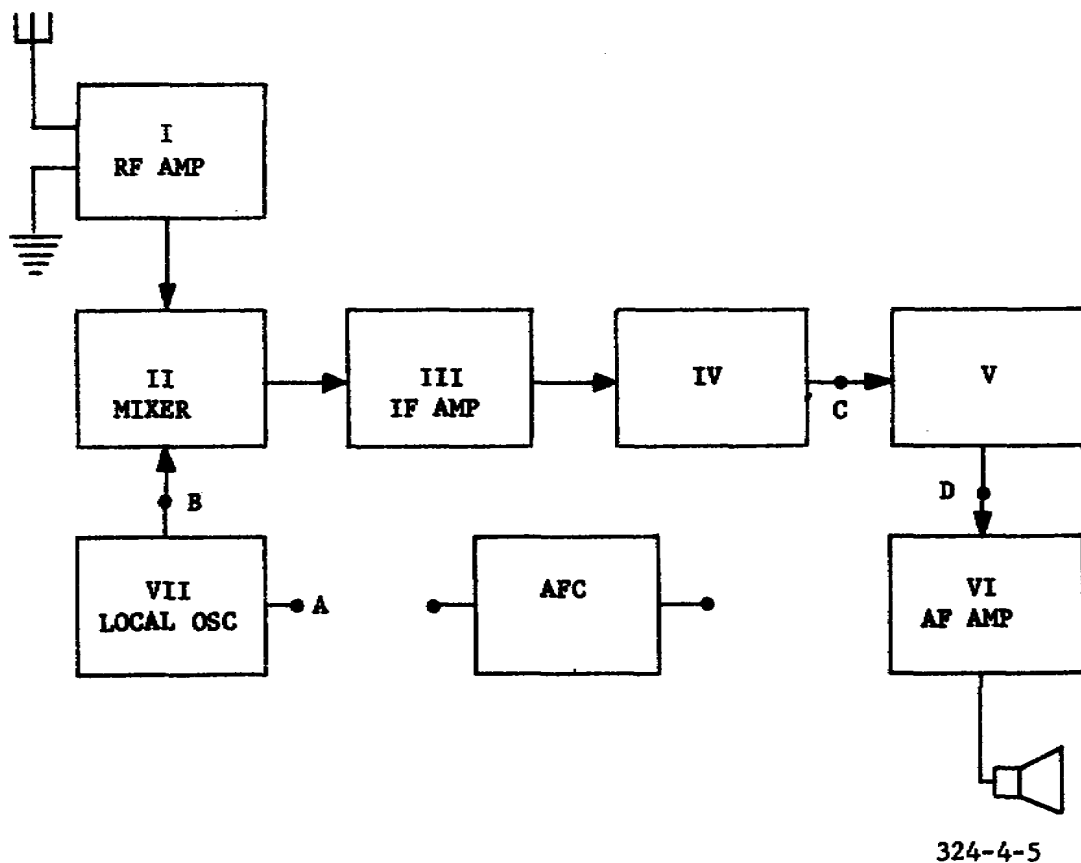 I
RF AMP
II
MIXER
III
IF AMP
IV
V
C
B
D
VII
LOCAL OSC
A
AFC
VI
AF AMP
324-4-5